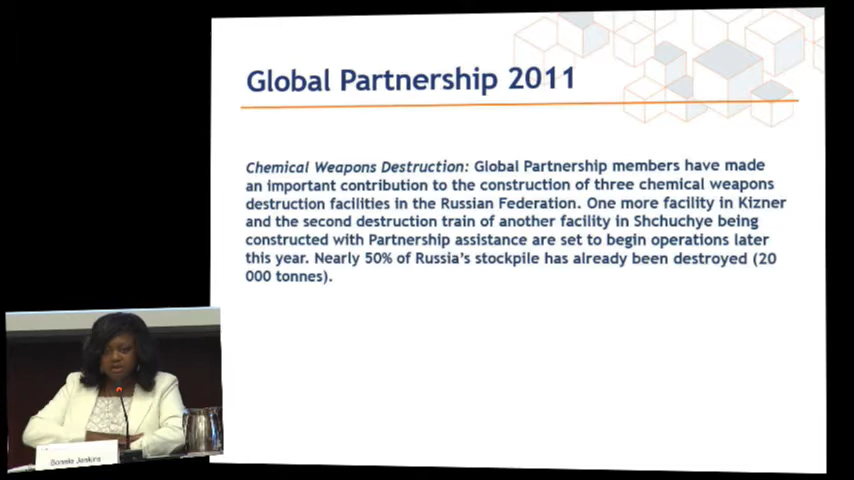 Global Partnership 2011
Chemical Weapons Destruction: Global Partnership members have made
an important contribution to the construction of three chemical weapons
destruction facilities in the Russian Federation. One more facility in Kizner
and the second destruction train of another facility in Shchuchye being
constructed with Partnership assistance are set to begin operations later
this year. Nearly 50% of Russia's stockpile has already been destroyed (20
000 tonnes).
Bonnie Jenkins